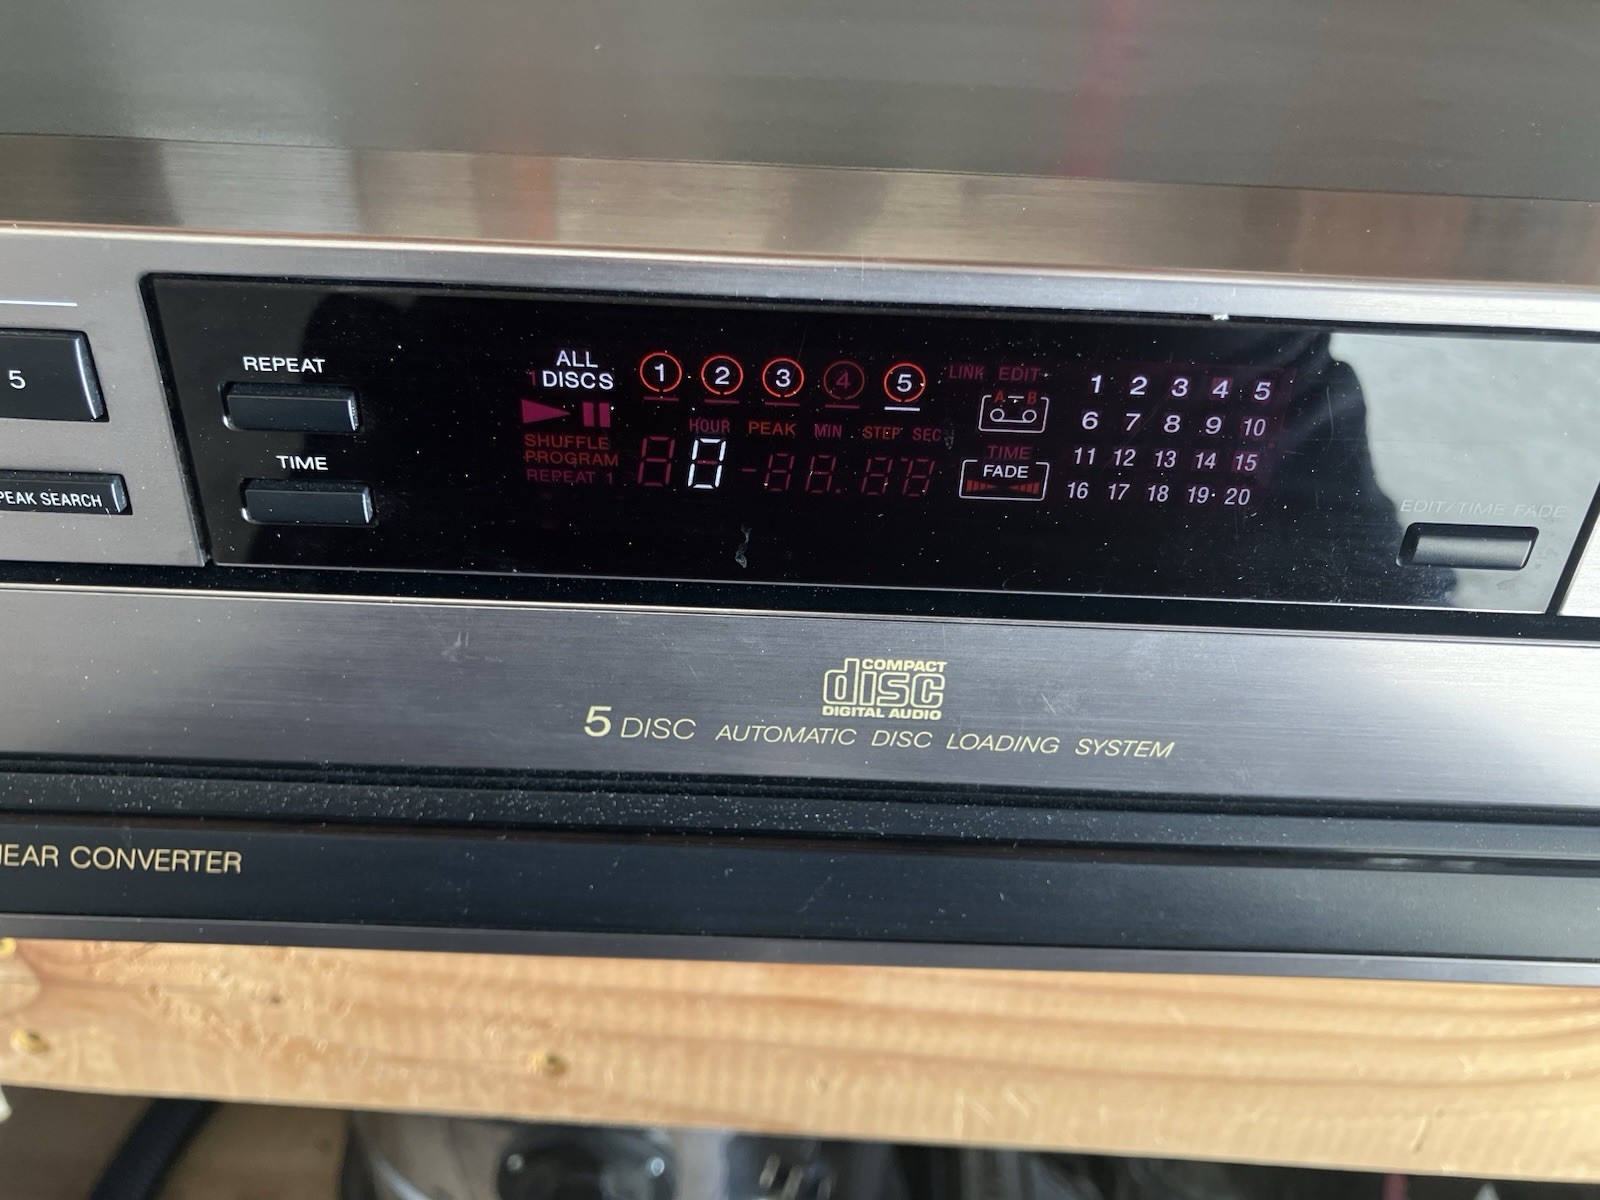 5
PEAK SEARCH
REPEAT
TIME
ALL
1 DISCS
1 2 3 4 5
HOUR PEAK MIN STEP SEC
SHUFFLE
PROGRAM
REPEAT 1
0
LINK EDIT
A - B
TIME
FADE
1 2 3 4 5
6 7 8 9 10
11 12 13 14 15
16 17 18 19 20
EDIT/TIME FADE
COMPACT
disc
DIGITAL AUDIO
5 DISC AUTOMATIC DISC LOADING SYSTEM
CONVERTER